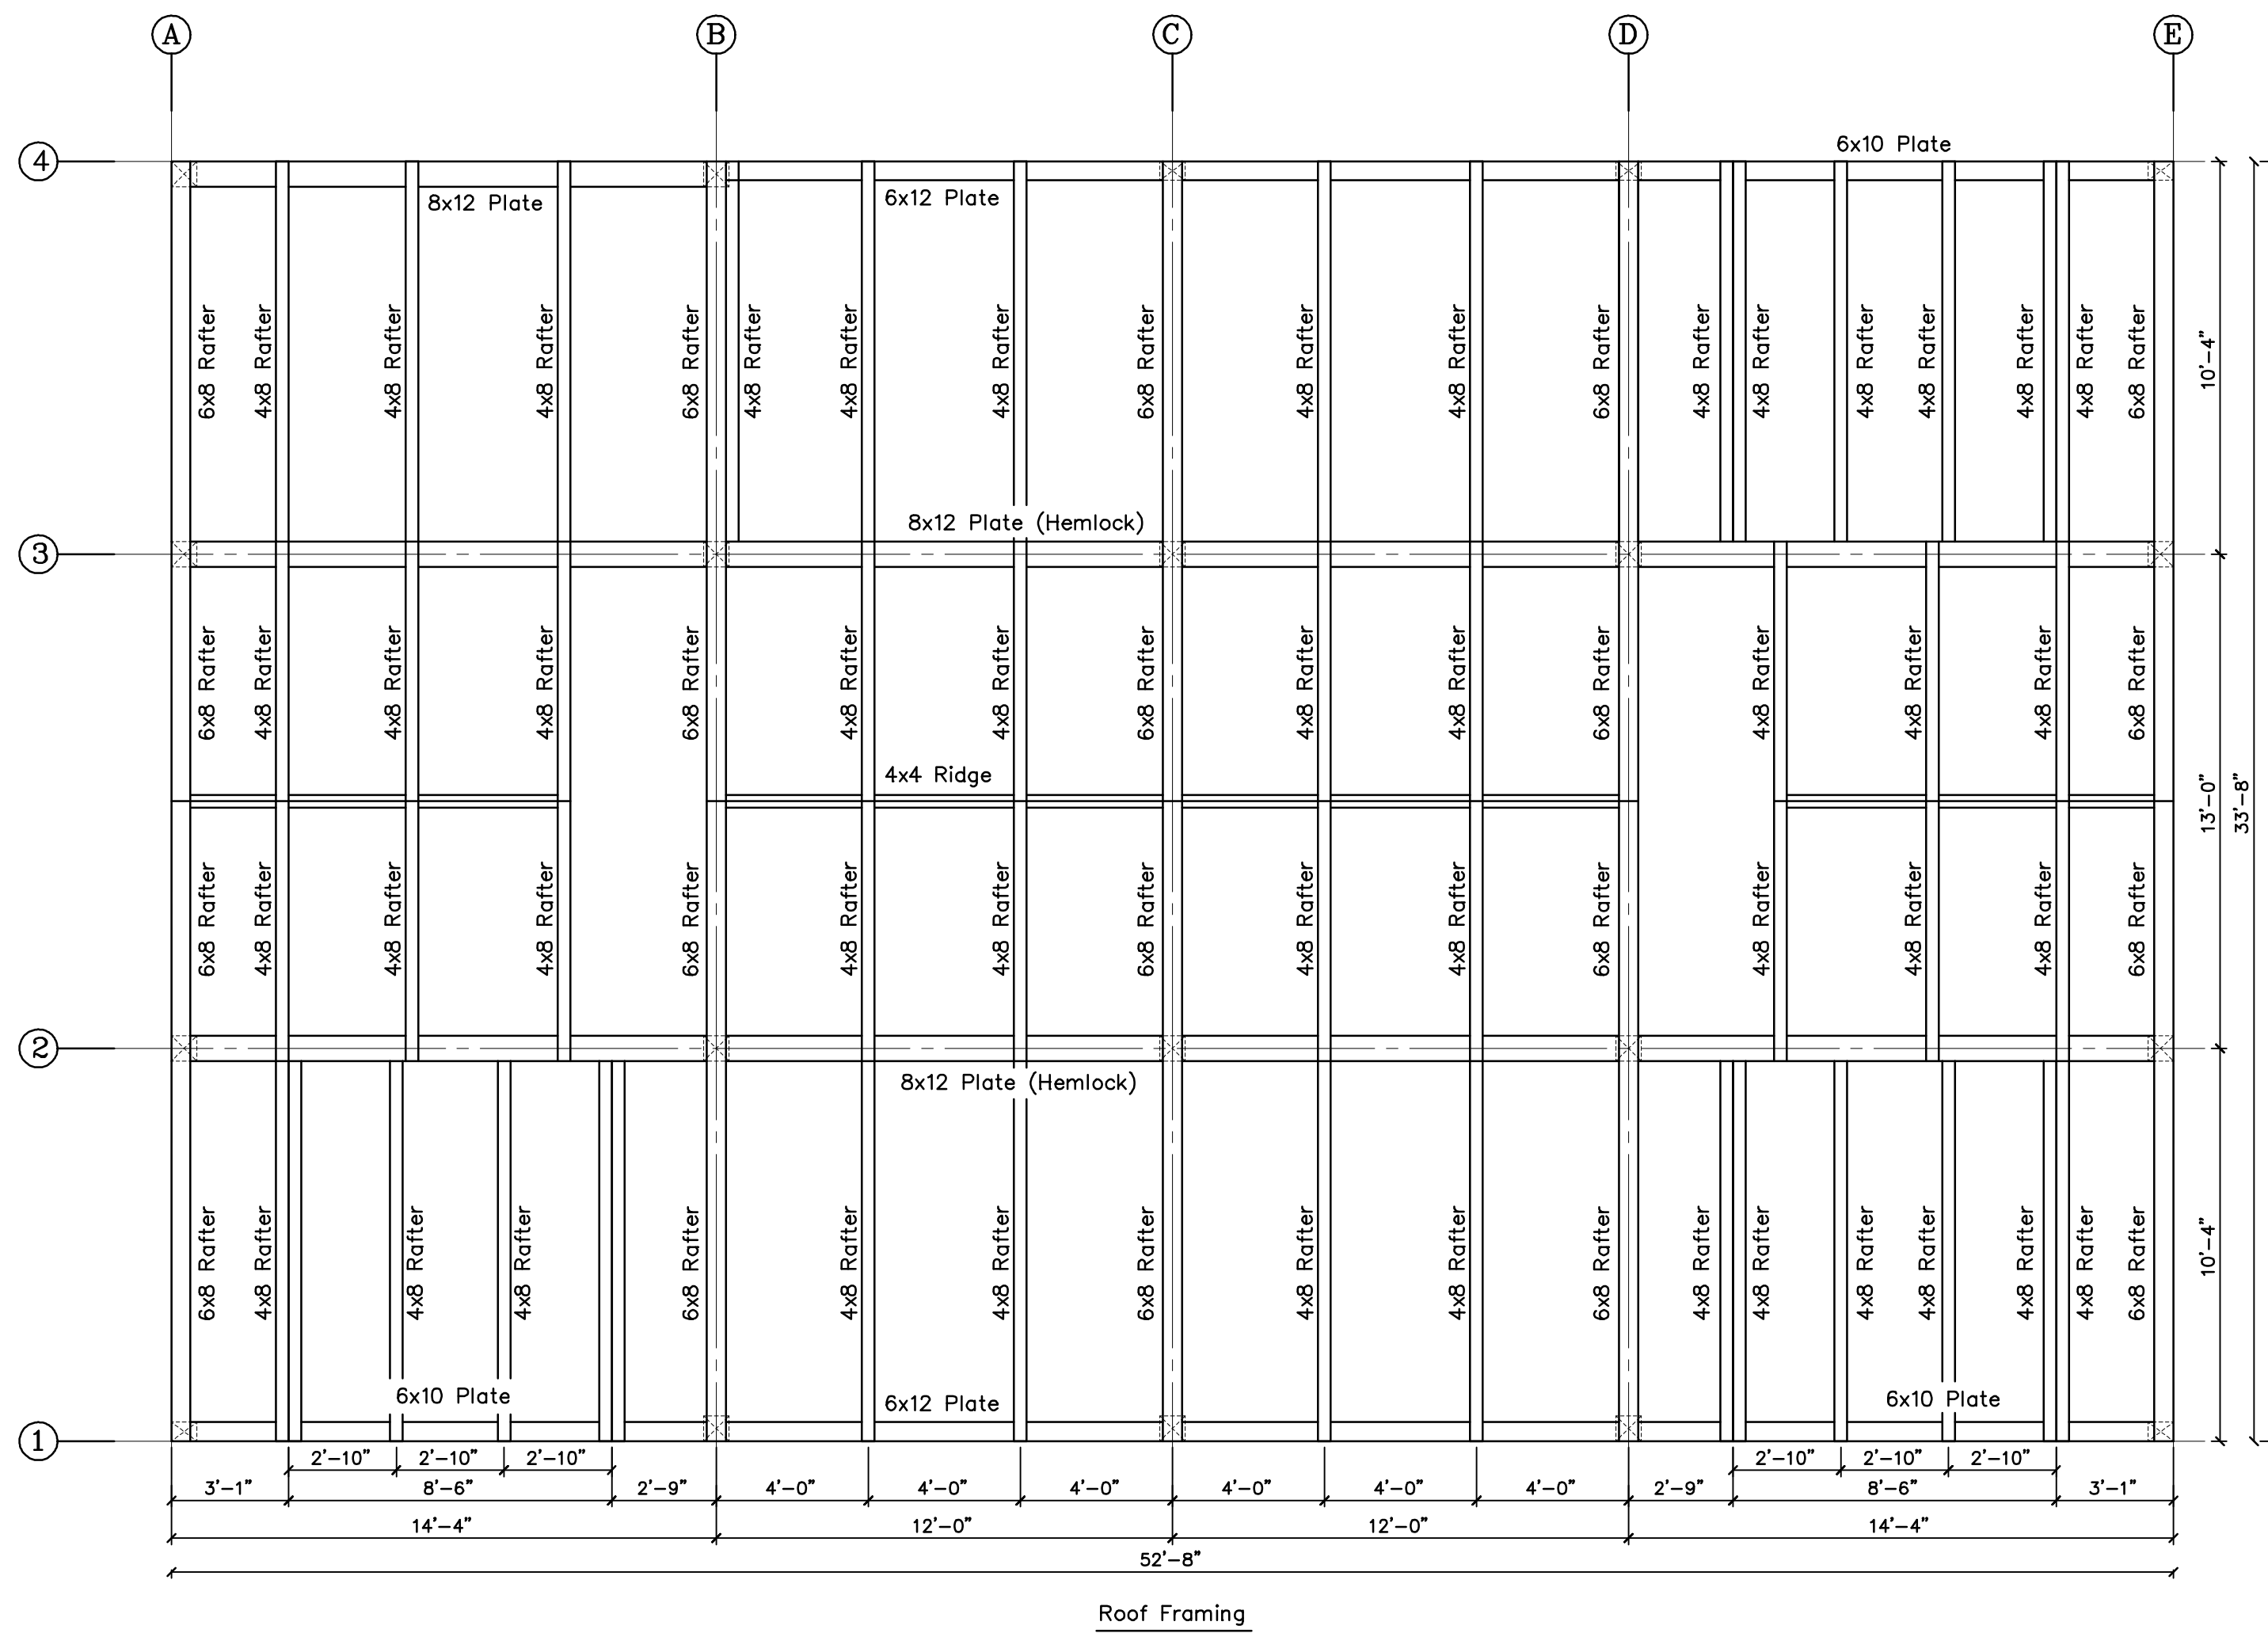 A B C D E
6x10 Plate
4
8x12 Plate
6x12 Plate
6x8 Rafter 4x8 Rafter 4x8 Rafter 4x8 Rafter 6x8 Rafter 4x8 Rafter 4x8 Rafter 4x8 Rafter 6x8 Rafter 4x8 Rafter 4x8 Rafter 6x8 Rafter 4x8 Rafter 4x8 Rafter 4x8 Rafter 4x8 Rafter 4x8 Rafter 4x8 Rafter 6x8 Rafter
10'-4"
8x12 Plate (Hemlock)
3
6x8 Rafter 4x8 Rafter 4x8 Rafter 4x8 Rafter 6x8 Rafter 4x8 Rafter 4x8 Rafter 6x8 Rafter 4x8 Rafter 4x8 Rafter 6x8 Rafter 4x8 Rafter 4x8 Rafter 4x8 Rafter 6x8 Rafter
4x4 Ridge
13'-0"
33'-8"
6x8 Rafter 4x8 Rafter 4x8 Rafter 4x8 Rafter 6x8 Rafter 4x8 Rafter 4x8 Rafter 6x8 Rafter 4x8 Rafter 4x8 Rafter 6x8 Rafter 4x8 Rafter 4x8 Rafter 4x8 Rafter 6x8 Rafter
2
8x12 Plate (Hemlock)
6x8 Rafter 4x8 Rafter 4x8 Rafter 4x8 Rafter 6x8 Rafter 4x8 Rafter 4x8 Rafter 6x8 Rafter 4x8 Rafter 4x8 Rafter 6x8 Rafter 4x8 Rafter 4x8 Rafter 4x8 Rafter 4x8 Rafter 4x8 Rafter 4x8 Rafter 6x8 Rafter
10'-4"
6x10 Plate
6x12 Plate
6x10 Plate
1
2'-10" 2'-10" 2'-10" 2'-10" 2'-10" 2'-10"
3'-1" 8'-6" 2'-9" 4'-0" 4'-0" 4'-0" 4'-0" 4'-0" 4'-0" 2'-9" 8'-6" 3'-1"
14'-4" 12'-0" 12'-0" 14'-4"
52'-8"
Roof Framing